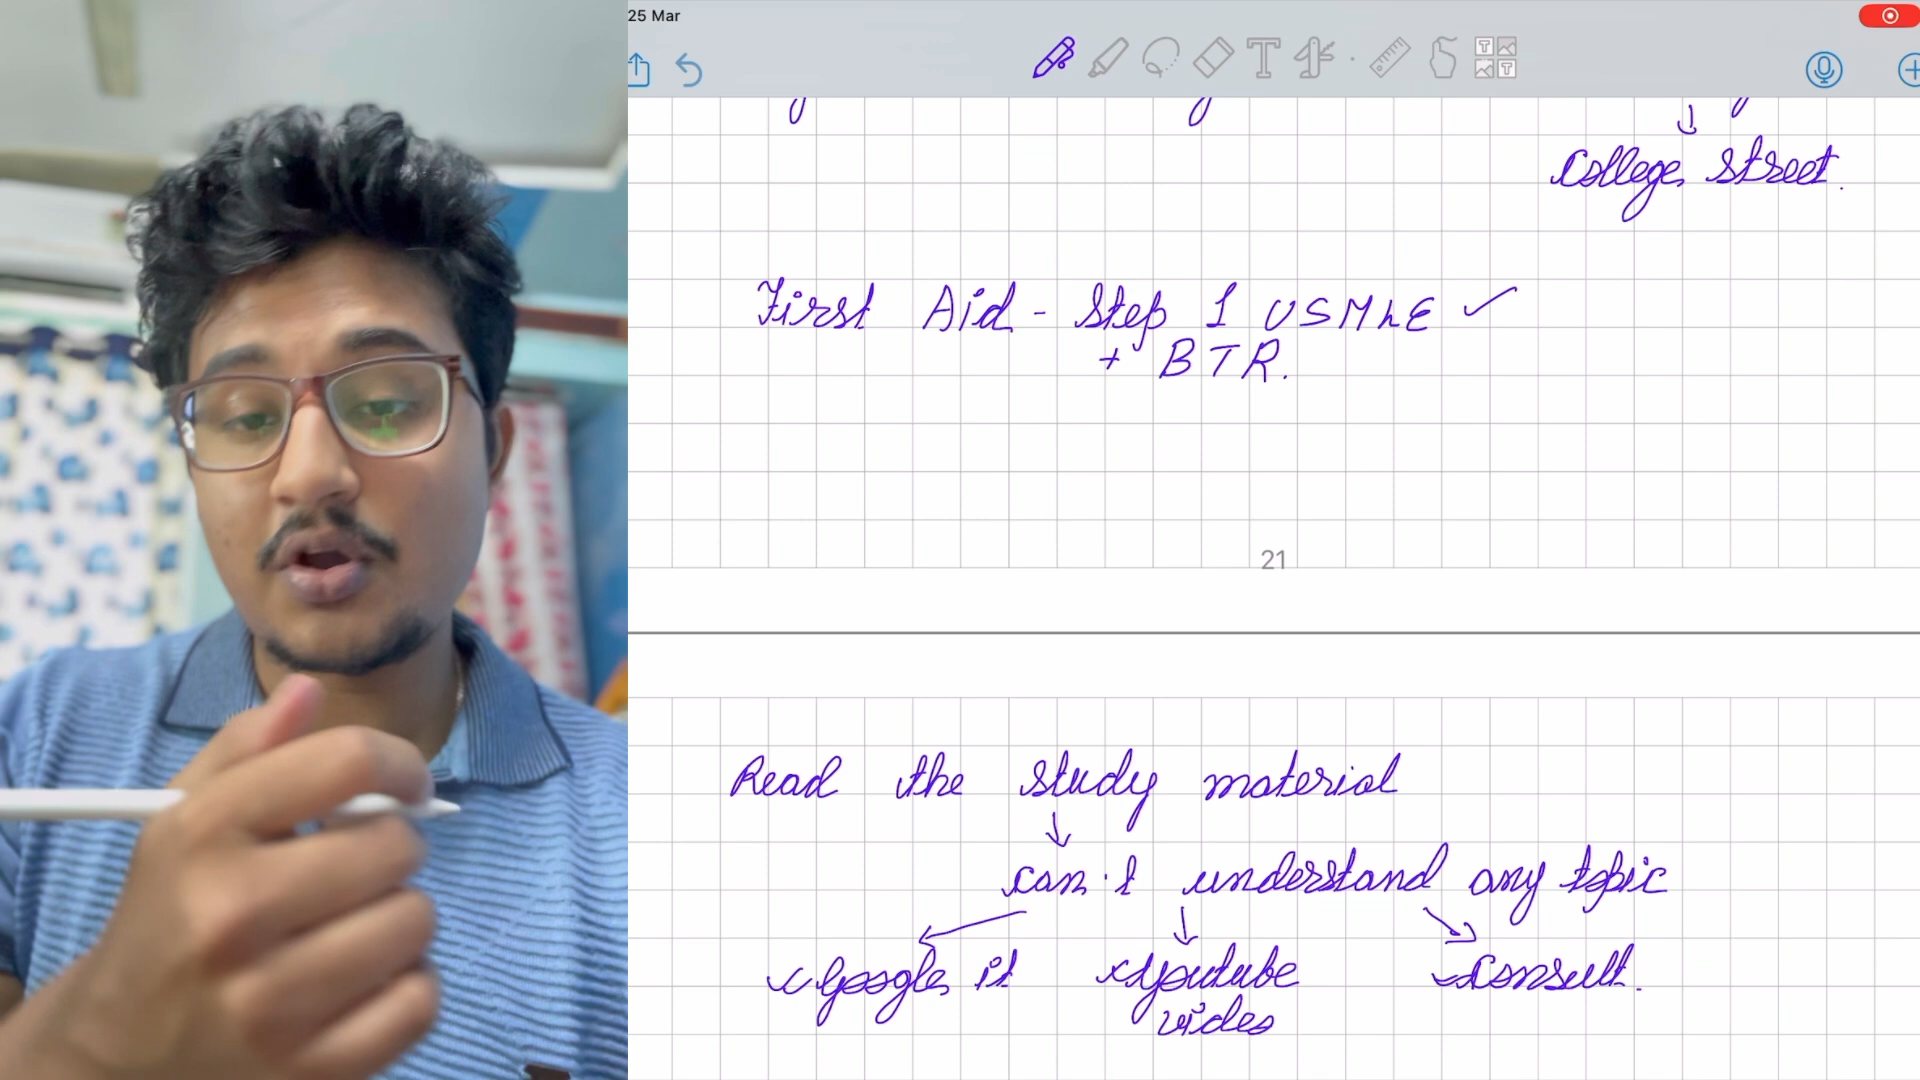 25 Mar
College Street.
First Aid - Step 1 USMLE ✓
+ BTR.
21
Read the study material
can't understand any topic
Google it Youtube Consult.
video